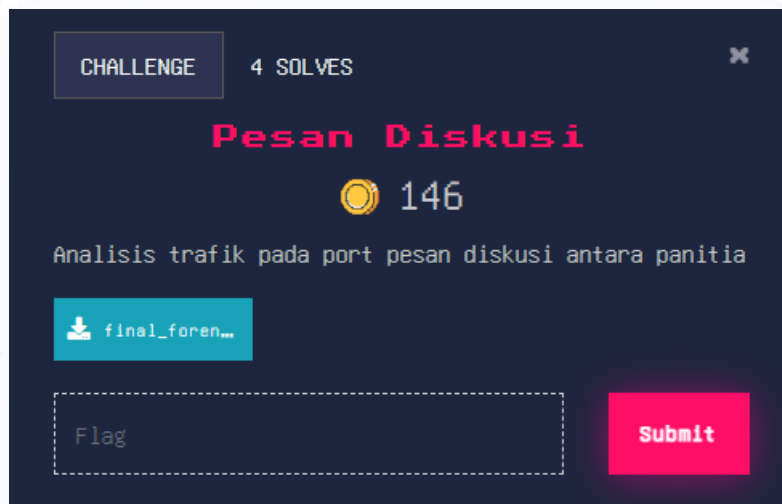 CHALLENGE 4 SOLVES ×
Pesan Diskusi
146
Analisis trafik pada port pesan diskusi antara panitia
final_foren…
Flag
Submit